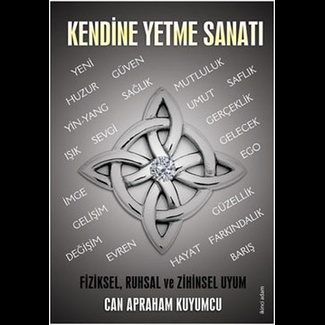 KENDİNE YETME SANATI
YENİ
GÜVEN
MUTLULUK
HUZUR
SAĞLIK
UMUT
SAFLIK
YIN-YANG
GERÇEKLİK
IŞIK
SEVGİ
GELECEK
EGO
İMGE
GELİŞİM
GÜZELLİK
DEĞİŞİM
EVREN
HAYAT
FARKINDALIK
BARIŞ
FİZİKSEL, RUHSAL ve ZİHİNSEL UYUM
CAN APRAHAM KUYUMCU
ikinci adam